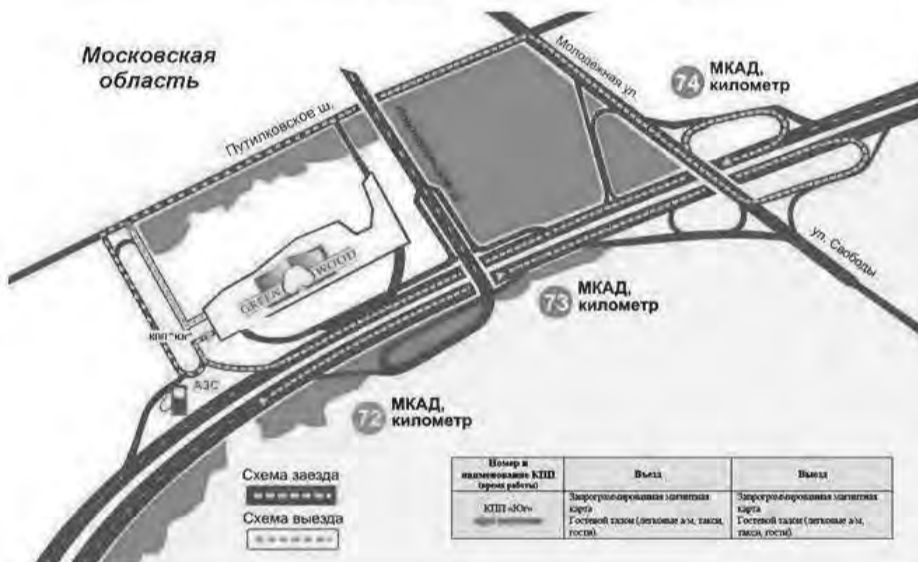 Московская
область
Путилковское ш.
Молодёжная ул.
74
МКАД,
километр
ул. Свободы
GREEN WOOD
73
МКАД,
километр
КПП "Юг"
АЗС
72
МКАД,
километр
Схема заезда
Схема выезда
Номер и
наименование КПП
(время работы)
Въезд
Выезд
КПП «Юг»
Запрограммированная магнитная
карта
Гостевой талон (легковые а/м, такси,
гости)
Запрограммированная магнитная
карта
Гостевой талон (легковые а/м,
такси, гости)